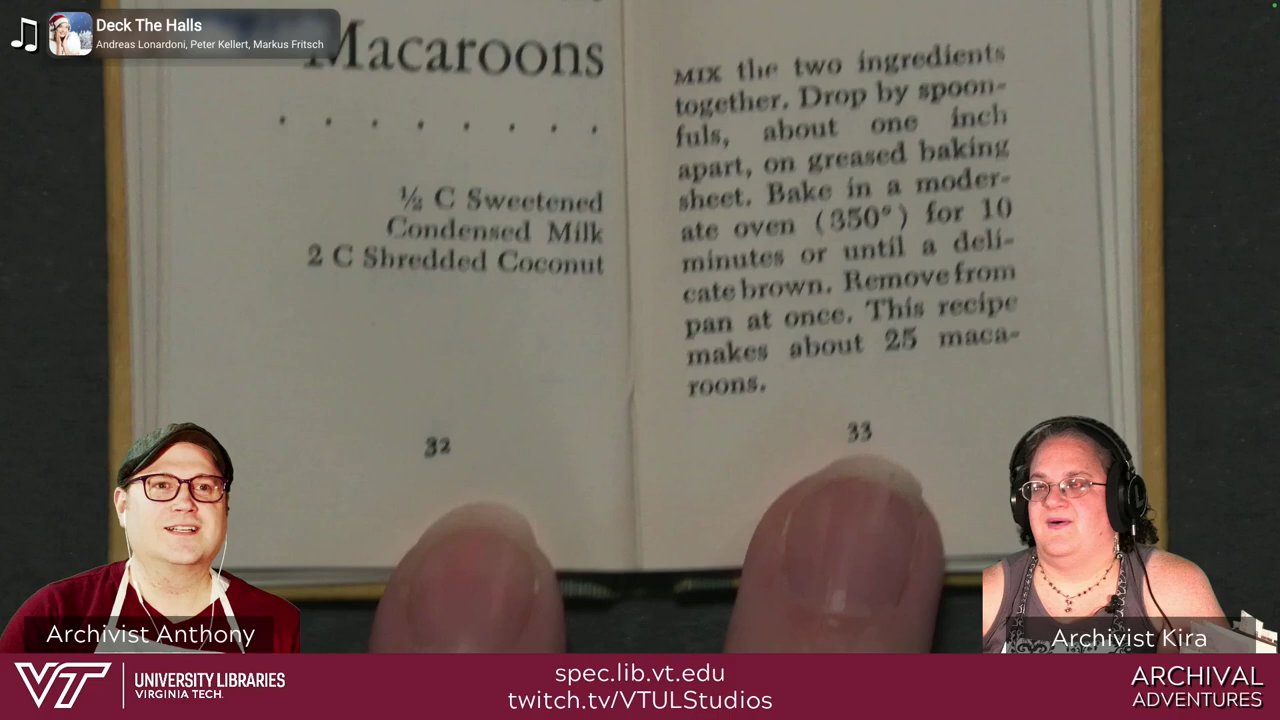 Deck The Halls
Andreas Lonardoni, Peter Kellert, Markus Fritsch
Macaroons
. . . . . . . .
½ C Sweetened
Condensed Milk
2 C Shredded Coconut
32
MIX the two ingredients
together. Drop by spoon-
fuls, about one inch
apart, on greased baking
sheet. Bake in a moder-
ate oven (350°) for 10
minutes or until a deli-
cate brown. Remove from
pan at once. This recipe
makes about 25 maca-
roons.
33
Archivist Anthony
Archivist Kira
VT
UNIVERSITY LIBRARIES
VIRGINIA TECH
spec.lib.vt.edu
twitch.tv/VTULStudios
ARCHIVAL
ADVENTURES